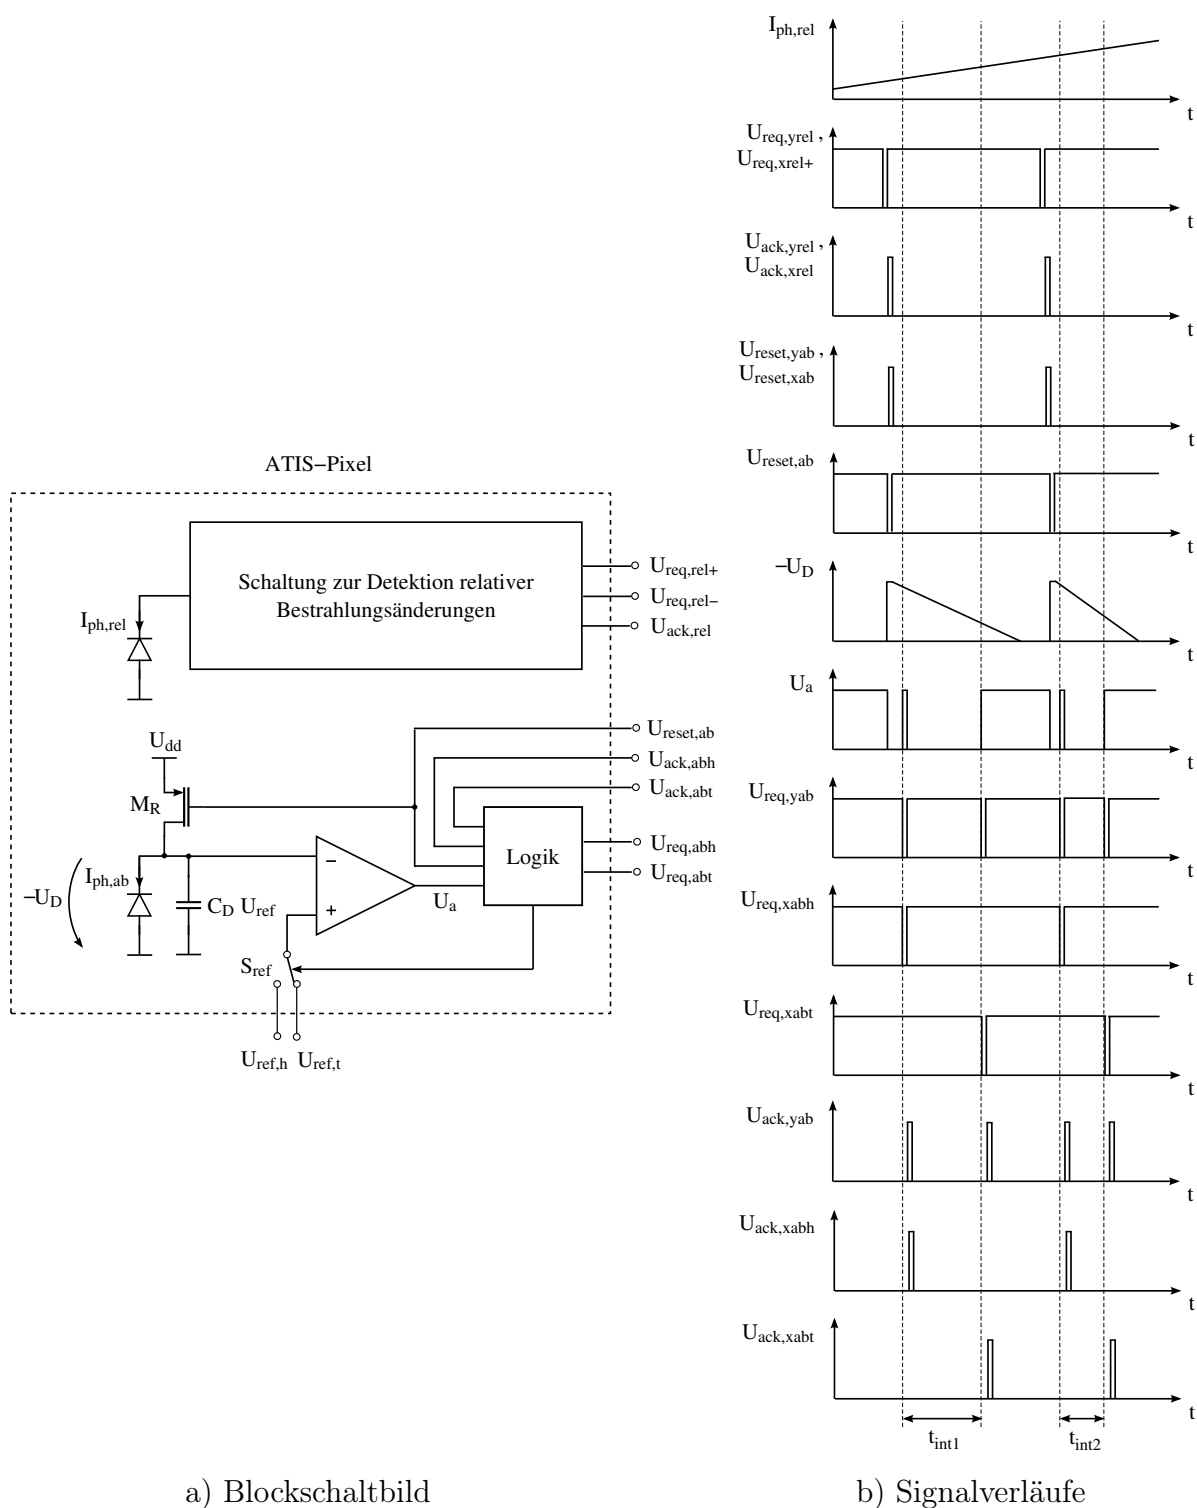 ATIS–Pixel
Schaltung zur Detektion relativer
Bestrahlungsänderungen
U_req,rel+
U_req,rel–
U_ack,rel
I_ph,rel
U_reset,ab
U_ack,abh
U_ack,abt
U_dd
M_R
Logik
U_req,abh
U_req,abt
–U_D
I_ph,ab
C_D
U_ref
–
+
U_a
S_ref
U_ref,h
U_ref,t
a) Blockschaltbild
I_ph,rel
t
U_req,yrel ,
U_req,xrel+
t
U_ack,yrel ,
U_ack,xrel
t
U_reset,yab ,
U_reset,xab
t
U_reset,ab
t
–U_D
t
U_a
t
U_req,yab
t
U_req,xabh
t
U_req,xabt
t
U_ack,yab
t
U_ack,xabh
t
U_ack,xabt
t
t_int1
t_int2
b) Signalverläufe